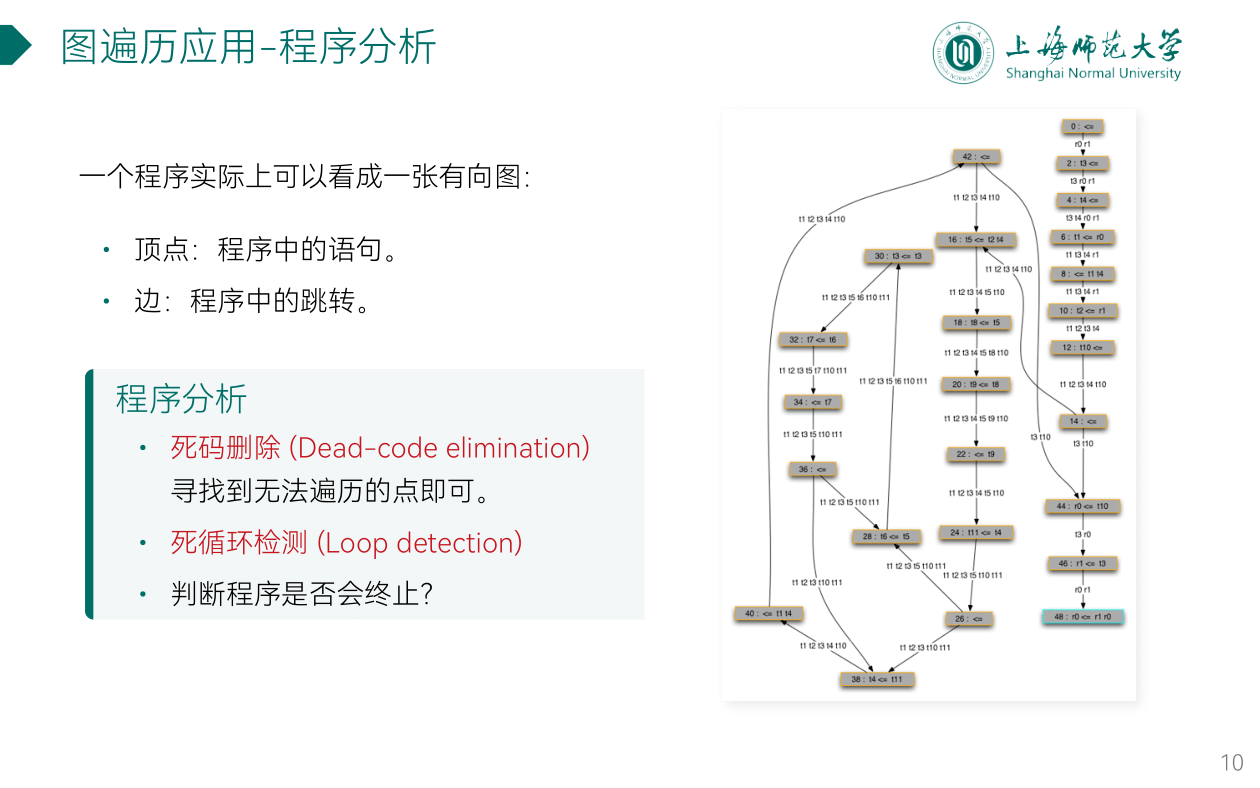 图遍历应用-程序分析
上海师范大学
Shanghai Normal University
一个程序实际上可以看成一张有向图：
• 顶点：程序中的语句。
• 边：程序中的跳转。
程序分析
• 死码删除 (Dead-code elimination)
寻找到无法遍历的点即可。
• 死循环检测 (Loop detection)
• 判断程序是否会终止？
0 : <=
r0 r1
2 : t3 <=
t3 r0 r1
4 : t4 <=
t3 t4 r0 r1
6 : t1 <= r0
t1 t3 t4 r1
8 : <= t1 t4
t1 t3 t4 r1
10 : t2 <= r1
t1 t2 t3 t4
12 : t10 <=
t1 t2 t3 t4 t10
14 : <=
t3 t10
44 : r0 <= t10
t3 r0
46 : r1 <= t3
r0 r1
48 : r0 <= r1 r0
42 : <=
t1 t2 t3 t4 t10
t3 t10
16 : t5 <= t2 t4
t1 t2 t3 t4 t10
t1 t2 t3 t4 t5 t10
18 : t8 <= t5
t1 t2 t3 t4 t5 t8 t10
20 : t9 <= t8
t1 t2 t3 t4 t5 t9 t10
22 : <= t9
t1 t2 t3 t4 t5 t10
24 : t11 <= t4
t1 t2 t3 t5 t10 t11
26 : <=
t1 t2 t3 t5 t10 t11
t1 t2 t3 t10 t11
28 : t6 <= t5
t1 t2 t3 t5 t6 t10 t11
30 : t3 <= t3
t1 t2 t3 t5 t6 t10 t11
32 : t7 <= t6
t1 t2 t3 t5 t7 t10 t11
34 : <= t7
t1 t2 t3 t5 t10 t11
36 : <=
t1 t2 t3 t5 t10 t11
t1 t2 t3 t10 t11
38 : t4 <= t11
t1 t2 t3 t4 t10
40 : <= t1 t4
t1 t2 t3 t4 t10
10